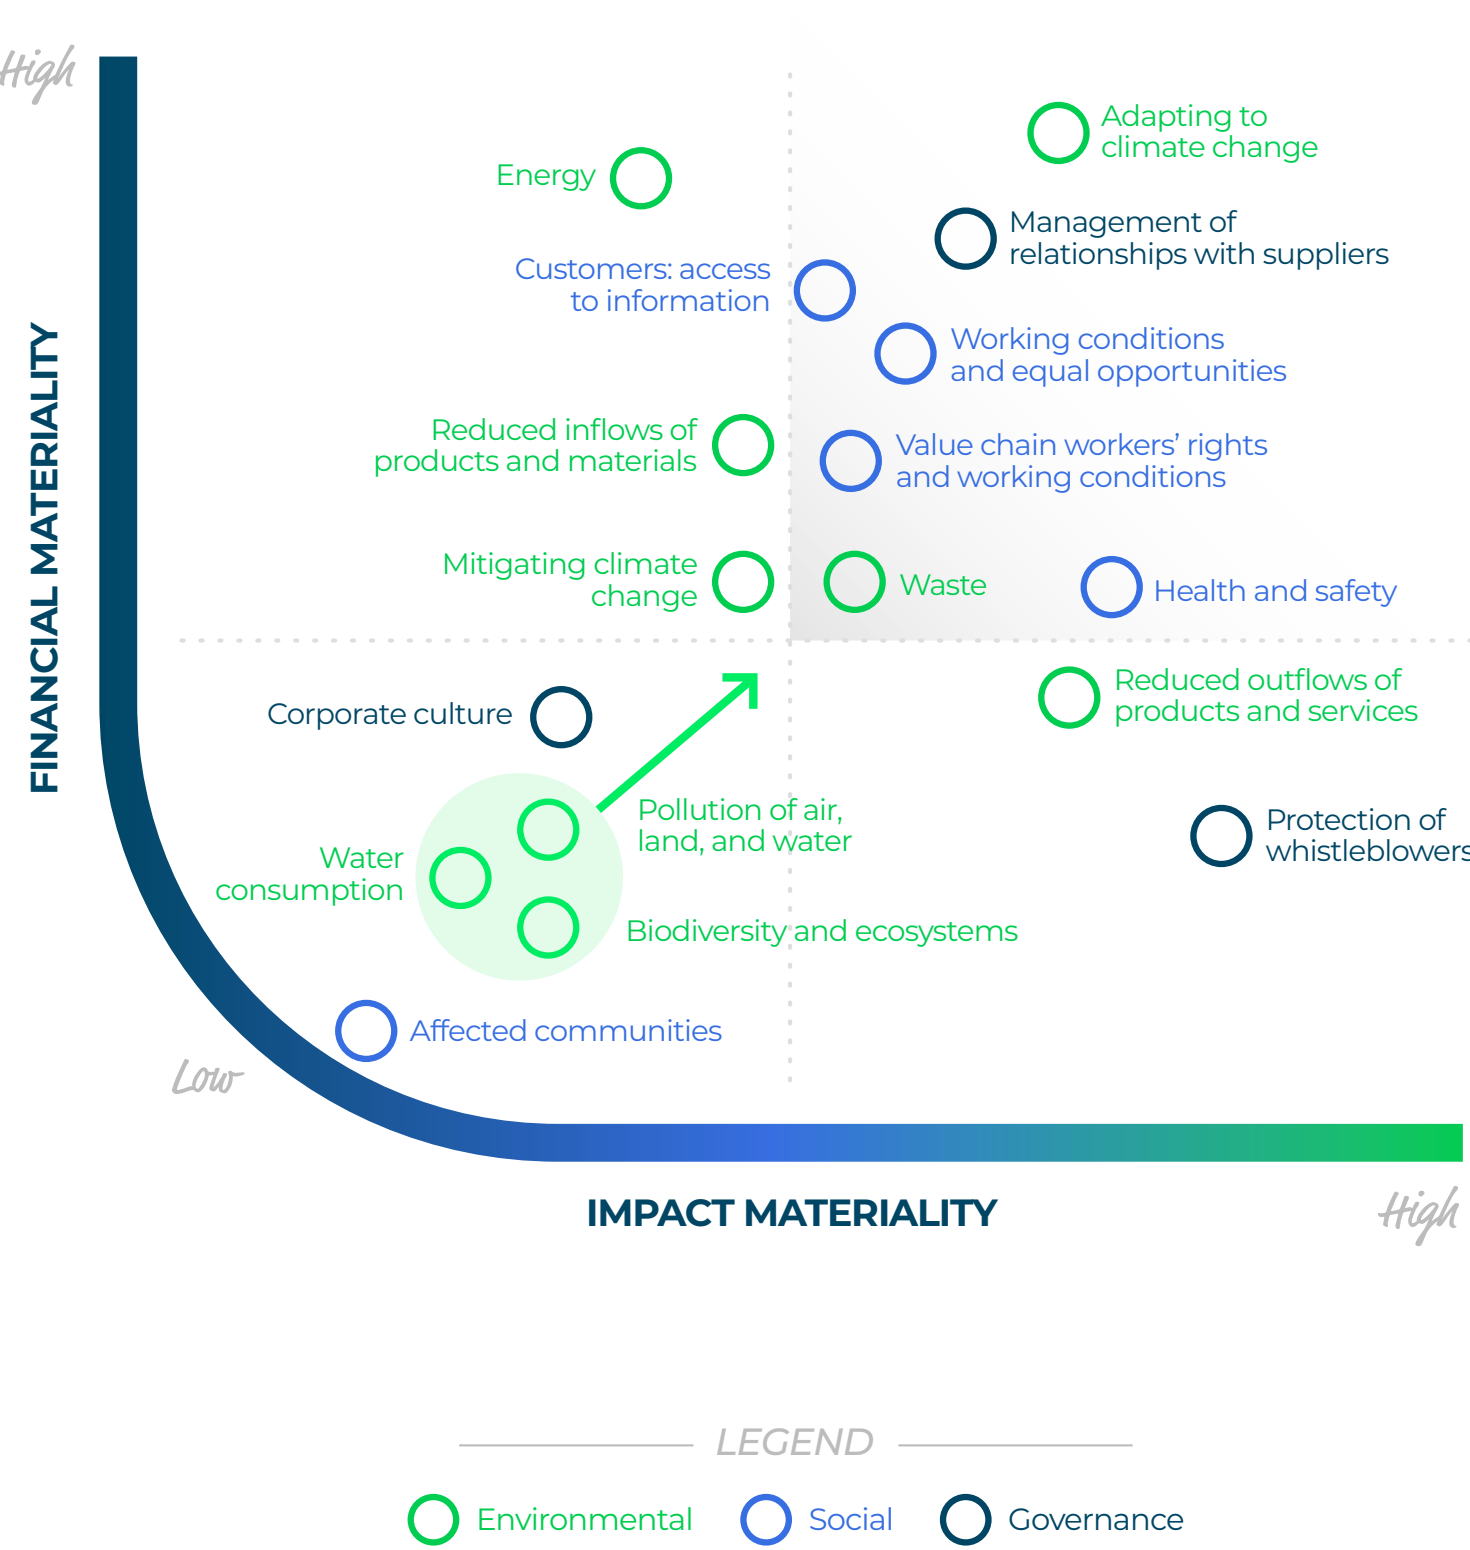 High
Adapting to
climate change
Energy
Management of
relationships with suppliers
Customers: access
to information
Working conditions
and equal opportunities
Reduced inflows of
products and materials
Value chain workers’ rights
and working conditions
Mitigating climate
change
Waste
Health and safety
FINANCIAL MATERIALITY
Reduced outflows of
products and services
Corporate culture
Pollution of air,
land, and water
Protection of
whistleblowers
Water
consumption
Biodiversity and ecosystems
Affected communities
Low
IMPACT MATERIALITY
High
LEGEND
Environmental
Social
Governance